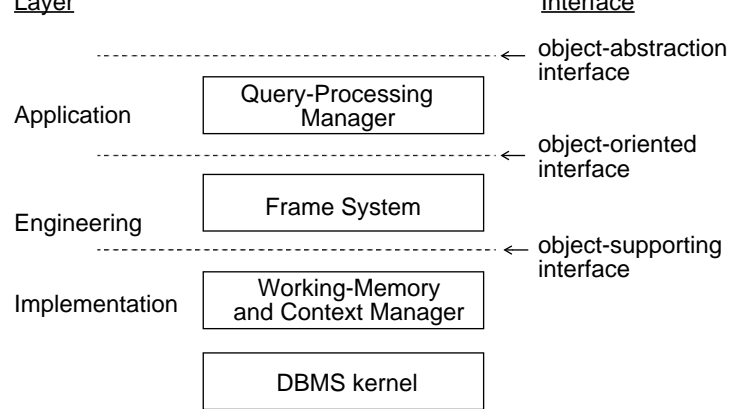 Layer
Interface
object-abstraction
interface
Query-Processing
Manager
Application
object-oriented
interface
Frame System
Engineering
object-supporting
interface
Working-Memory
and Context Manager
Implementation
DBMS kernel